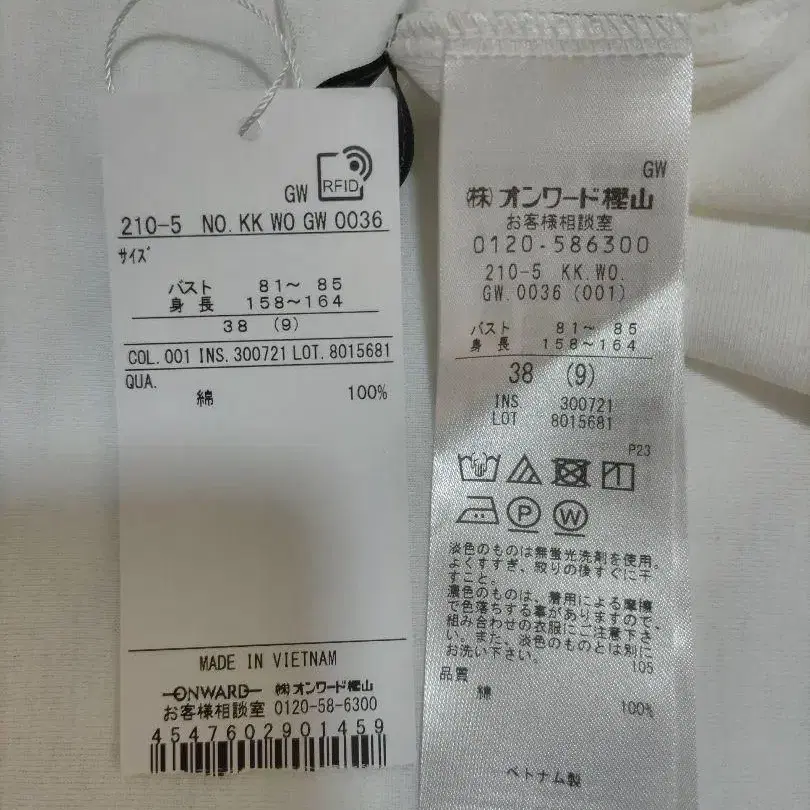 GW
RFID
210-5 NO. KK WO GW 0036
ｻｲｽﾞ
バスト 81～ 85
身 長 158～164
38 (9)
COL. 001 INS. 300721 LOT. 8015681
QUA.
綿 100%
MADE IN VIETNAM
ONWARD ㈱オンワード樫山
お客様相談室 0120-58-6300
4547602901459
GW
㈱オンワード樫山
お客様相談室
0120-586300
210-5 KK. WO.
GW. 0036 (001)
バスト 81～ 85
身 長 158～164
38 (9)
INS 300721
LOT 8015681
P23
P W
淡色のものは無蛍光洗剤を使用。
よくすすぎ、絞りの後すぐに干
すこと。
濃色のものは、着用による摩擦
で色落ちする事がありますので、
組み合わせの衣服にご注意下さ
い。また、淡色のものとは別に
お洗い下さい。 105
品質
綿 100%
ベトナム製